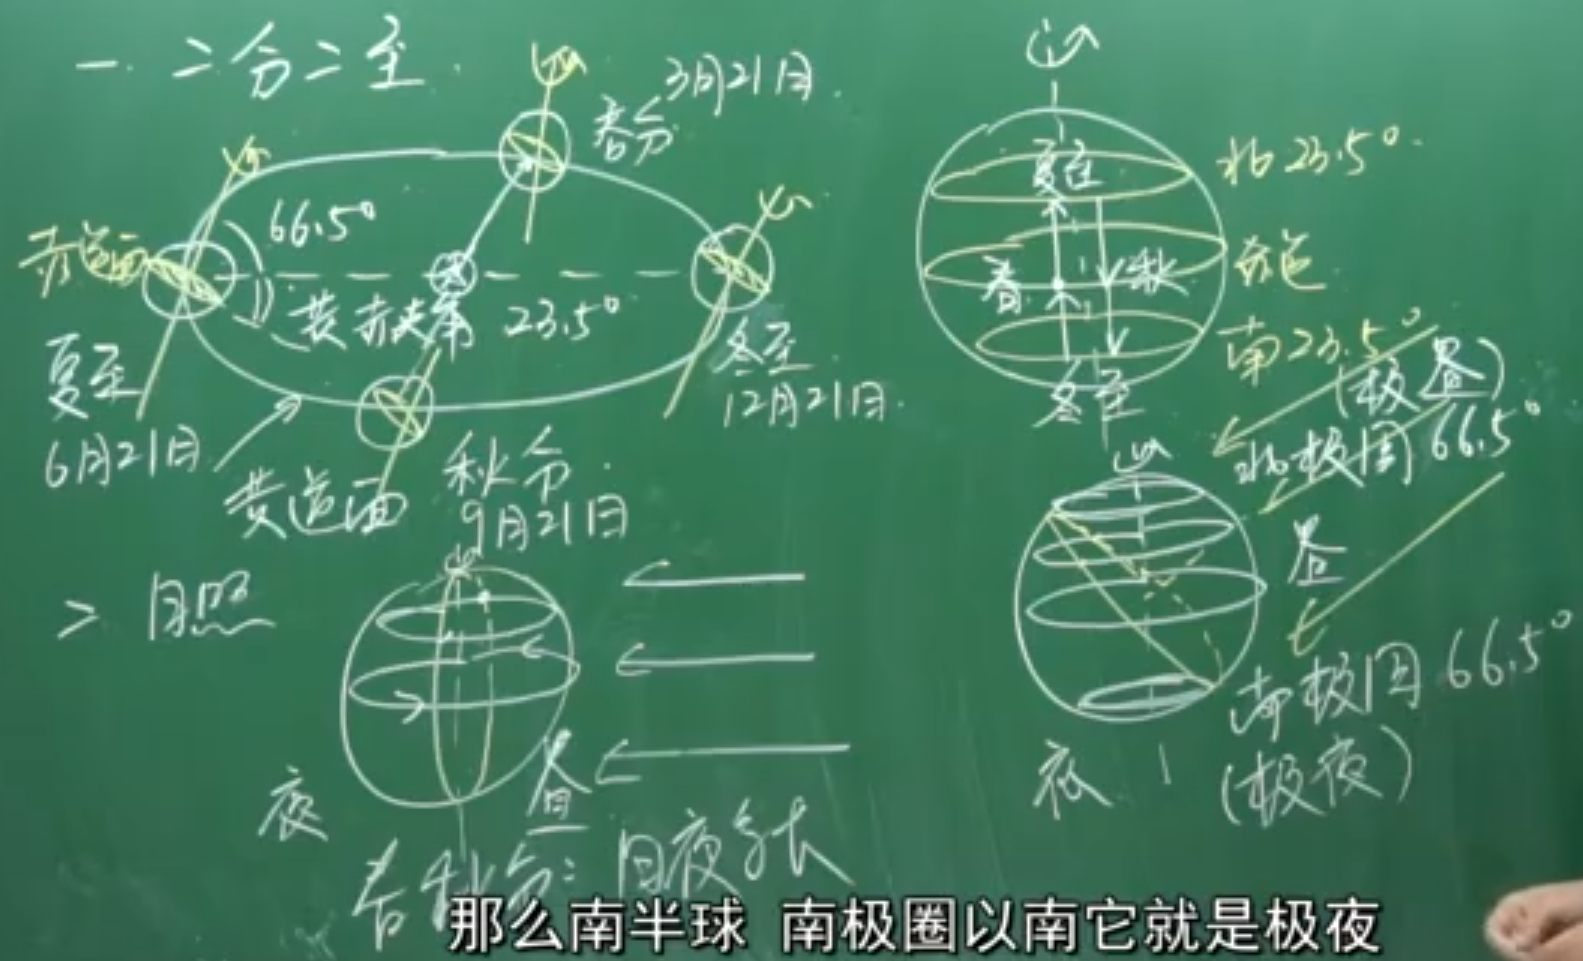 一. 二分二至.
3月21日.
春分
66.5°
赤道面
黄赤夹角 23.5°
夏至
6月21日
冬至
12月21日.
黄道面
秋分.
9月21日
北23.5°.
夏至
春
秋
赤道
南23.5°
冬至
(极昼)
北极圈 66.5°
昼
南极圈 66.5°
夜
(极夜)
二 日照
夜
昼
春秋分: 日夜等长
那么南半球 南极圈以南它就是极夜